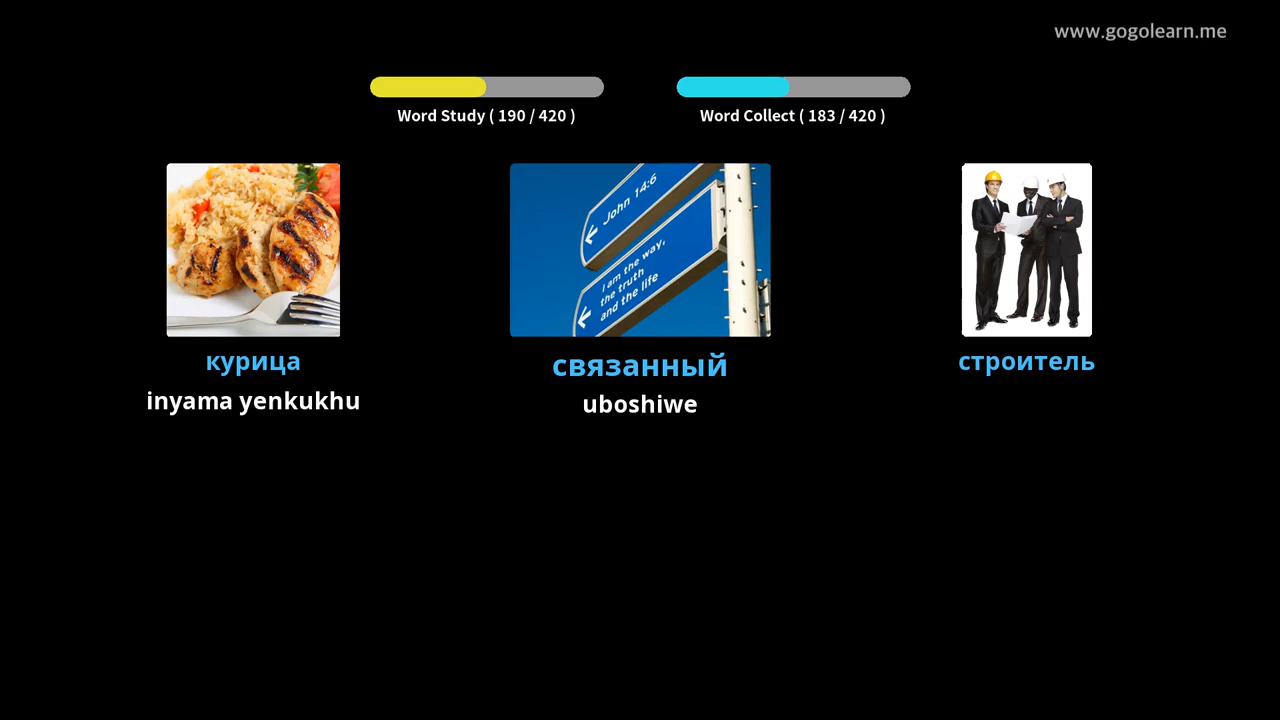 www.gogolearn.me
Word Study ( 190 / 420 )
Word Collect ( 183 / 420 )
John 14:6
I am the way,
the truth
and the life
курица
связанный
строитель
inyama yenkukhu
uboshiwe